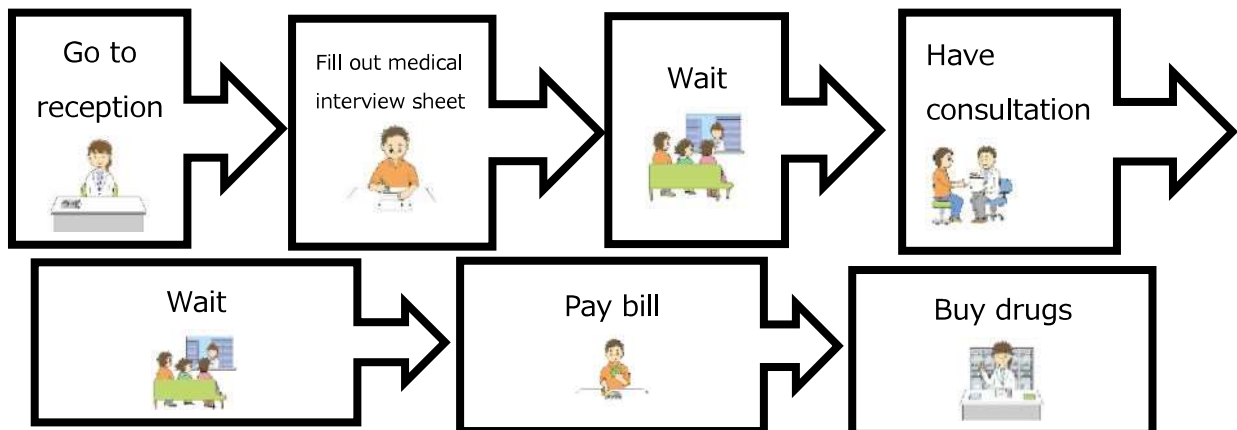 Go to
reception
Fill out medical
interview sheet
Wait
Have
consultation
Wait
Pay bill
Buy drugs